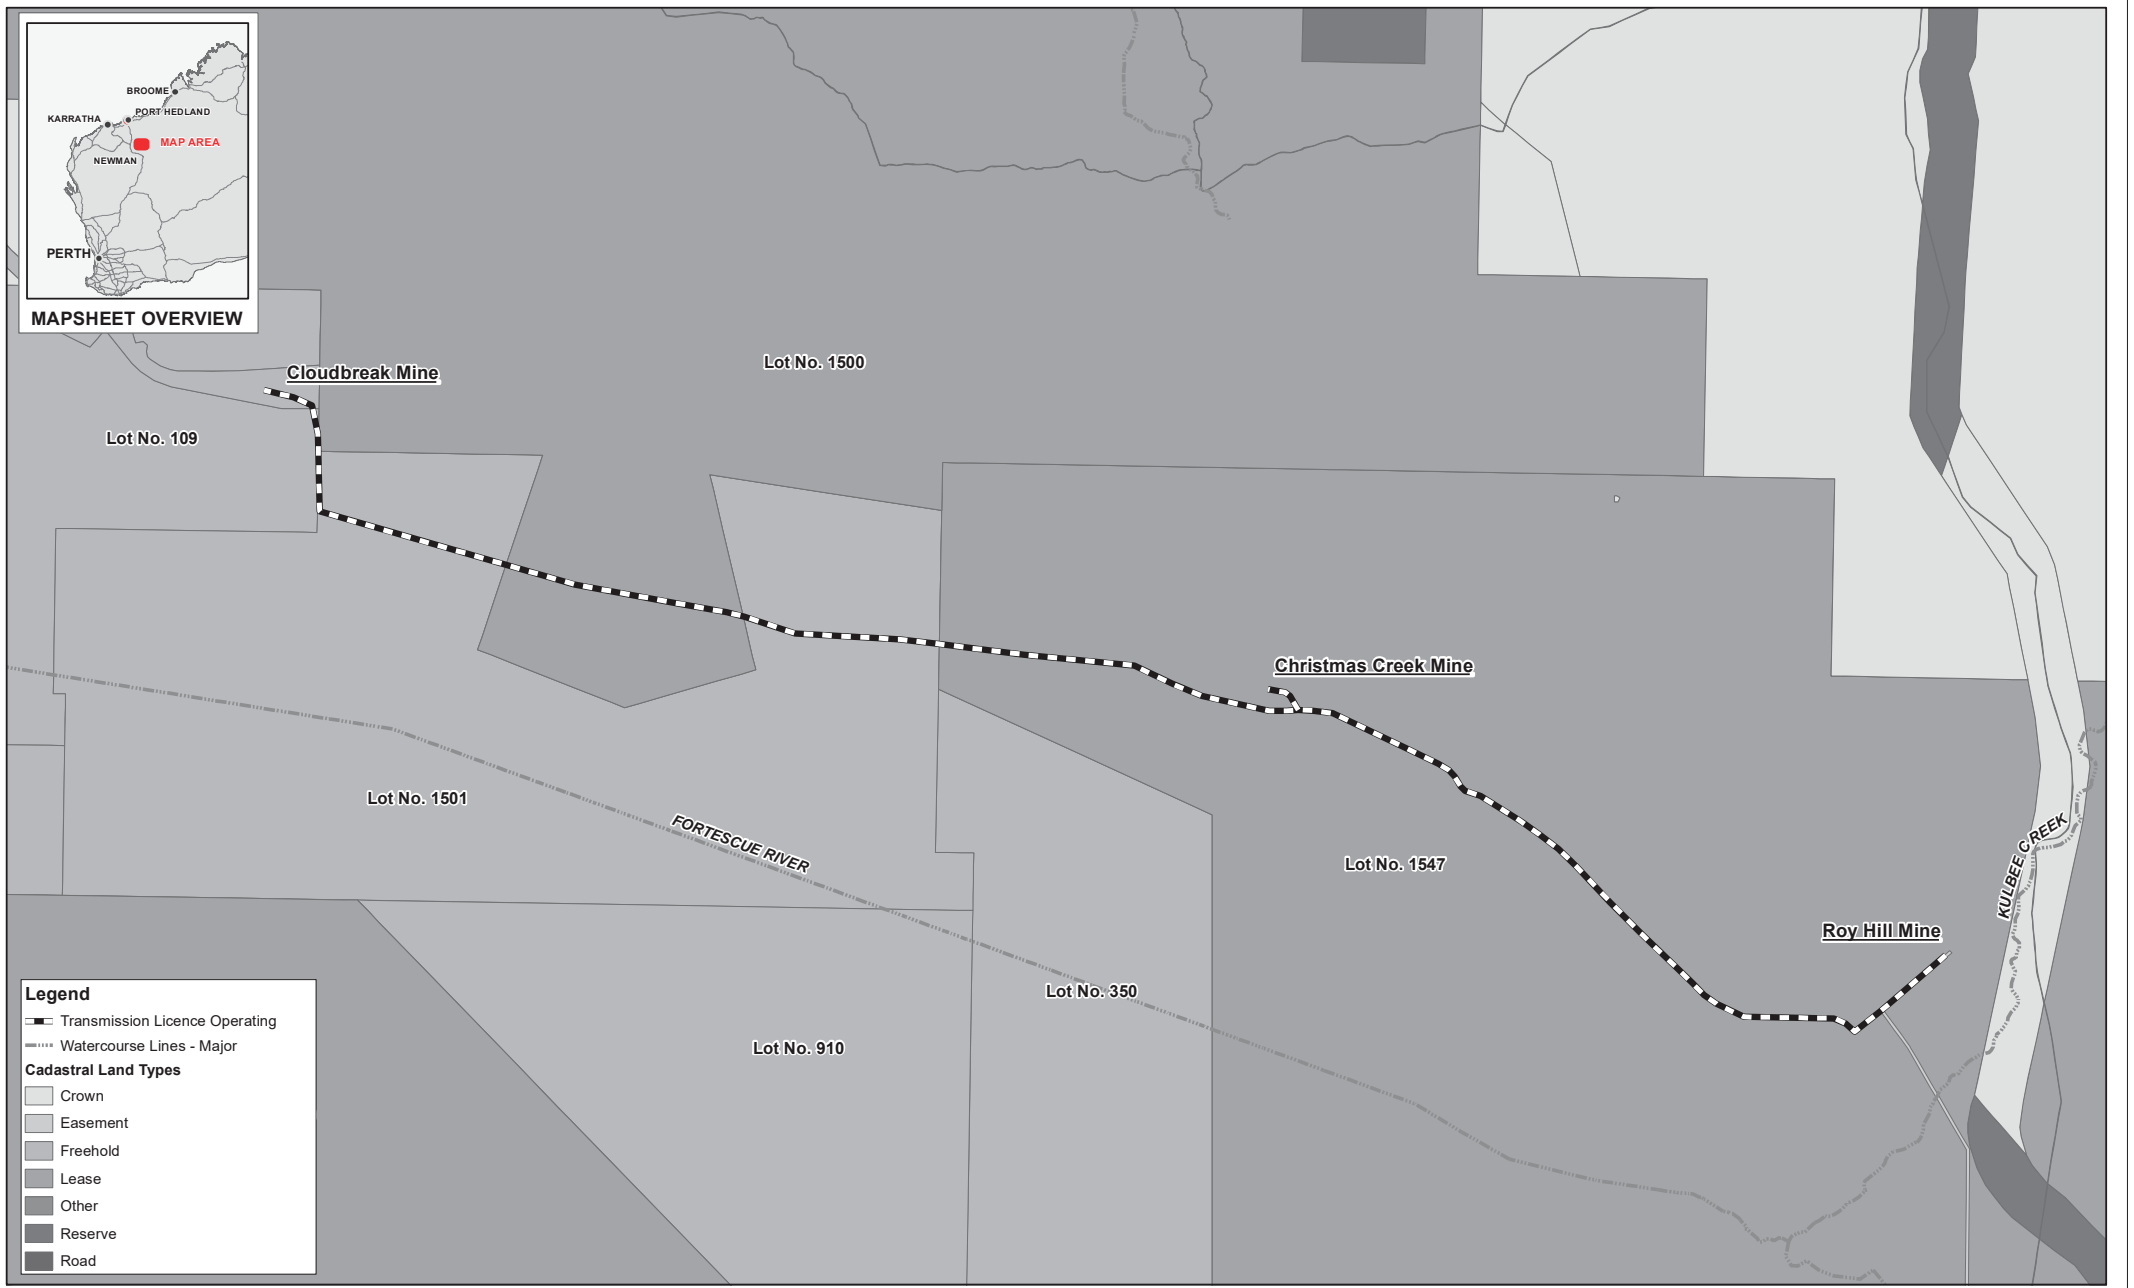 BROOME
PORT HEDLAND
KARRATHA
MAP AREA
NEWMAN
PERTH
MAPSHEET OVERVIEW
Cloudbreak Mine
Lot No. 1500
Lot No. 109
Christmas Creek Mine
Lot No. 1501
FORTESCUE RIVER
Lot No. 1547
KULBEE CREEK
Roy Hill Mine
Lot No. 350
Lot No. 910
Legend
Transmission Licence Operating
Watercourse Lines - Major
Cadastral Land Types
Crown
Easement
Freehold
Lease
Other
Reserve
Road